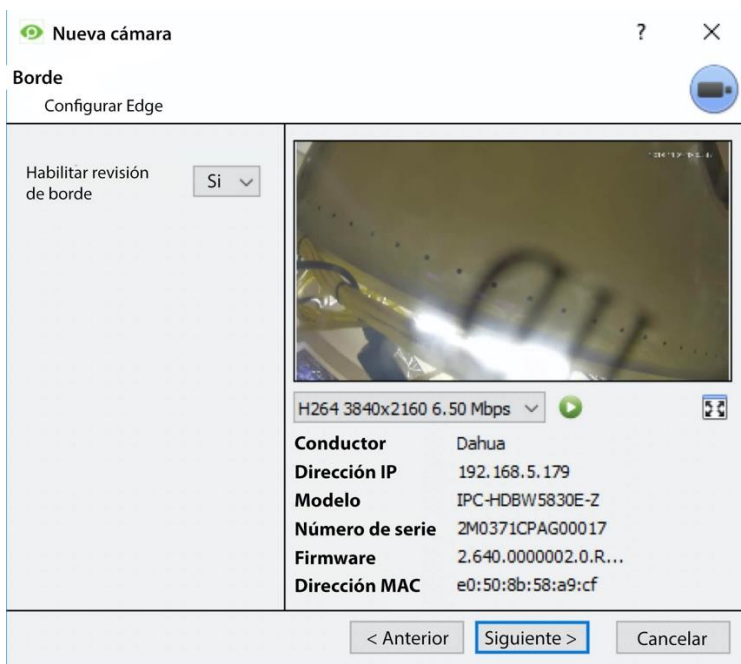 Nueva cámara
?
Borde
Configurar Edge
Habilitar revisión
de borde
Si
H264 3840x2160 6.50 Mbps
Conductor Dahua
Dirección IP 192.168.5.179
Modelo IPC-HDBW5830E-Z
Número de serie 2M0371CPAG00017
Firmware 2.640.0000002.0.R...
Dirección MAC e0:50:8b:58:a9:cf
< Anterior
Siguiente >
Cancelar